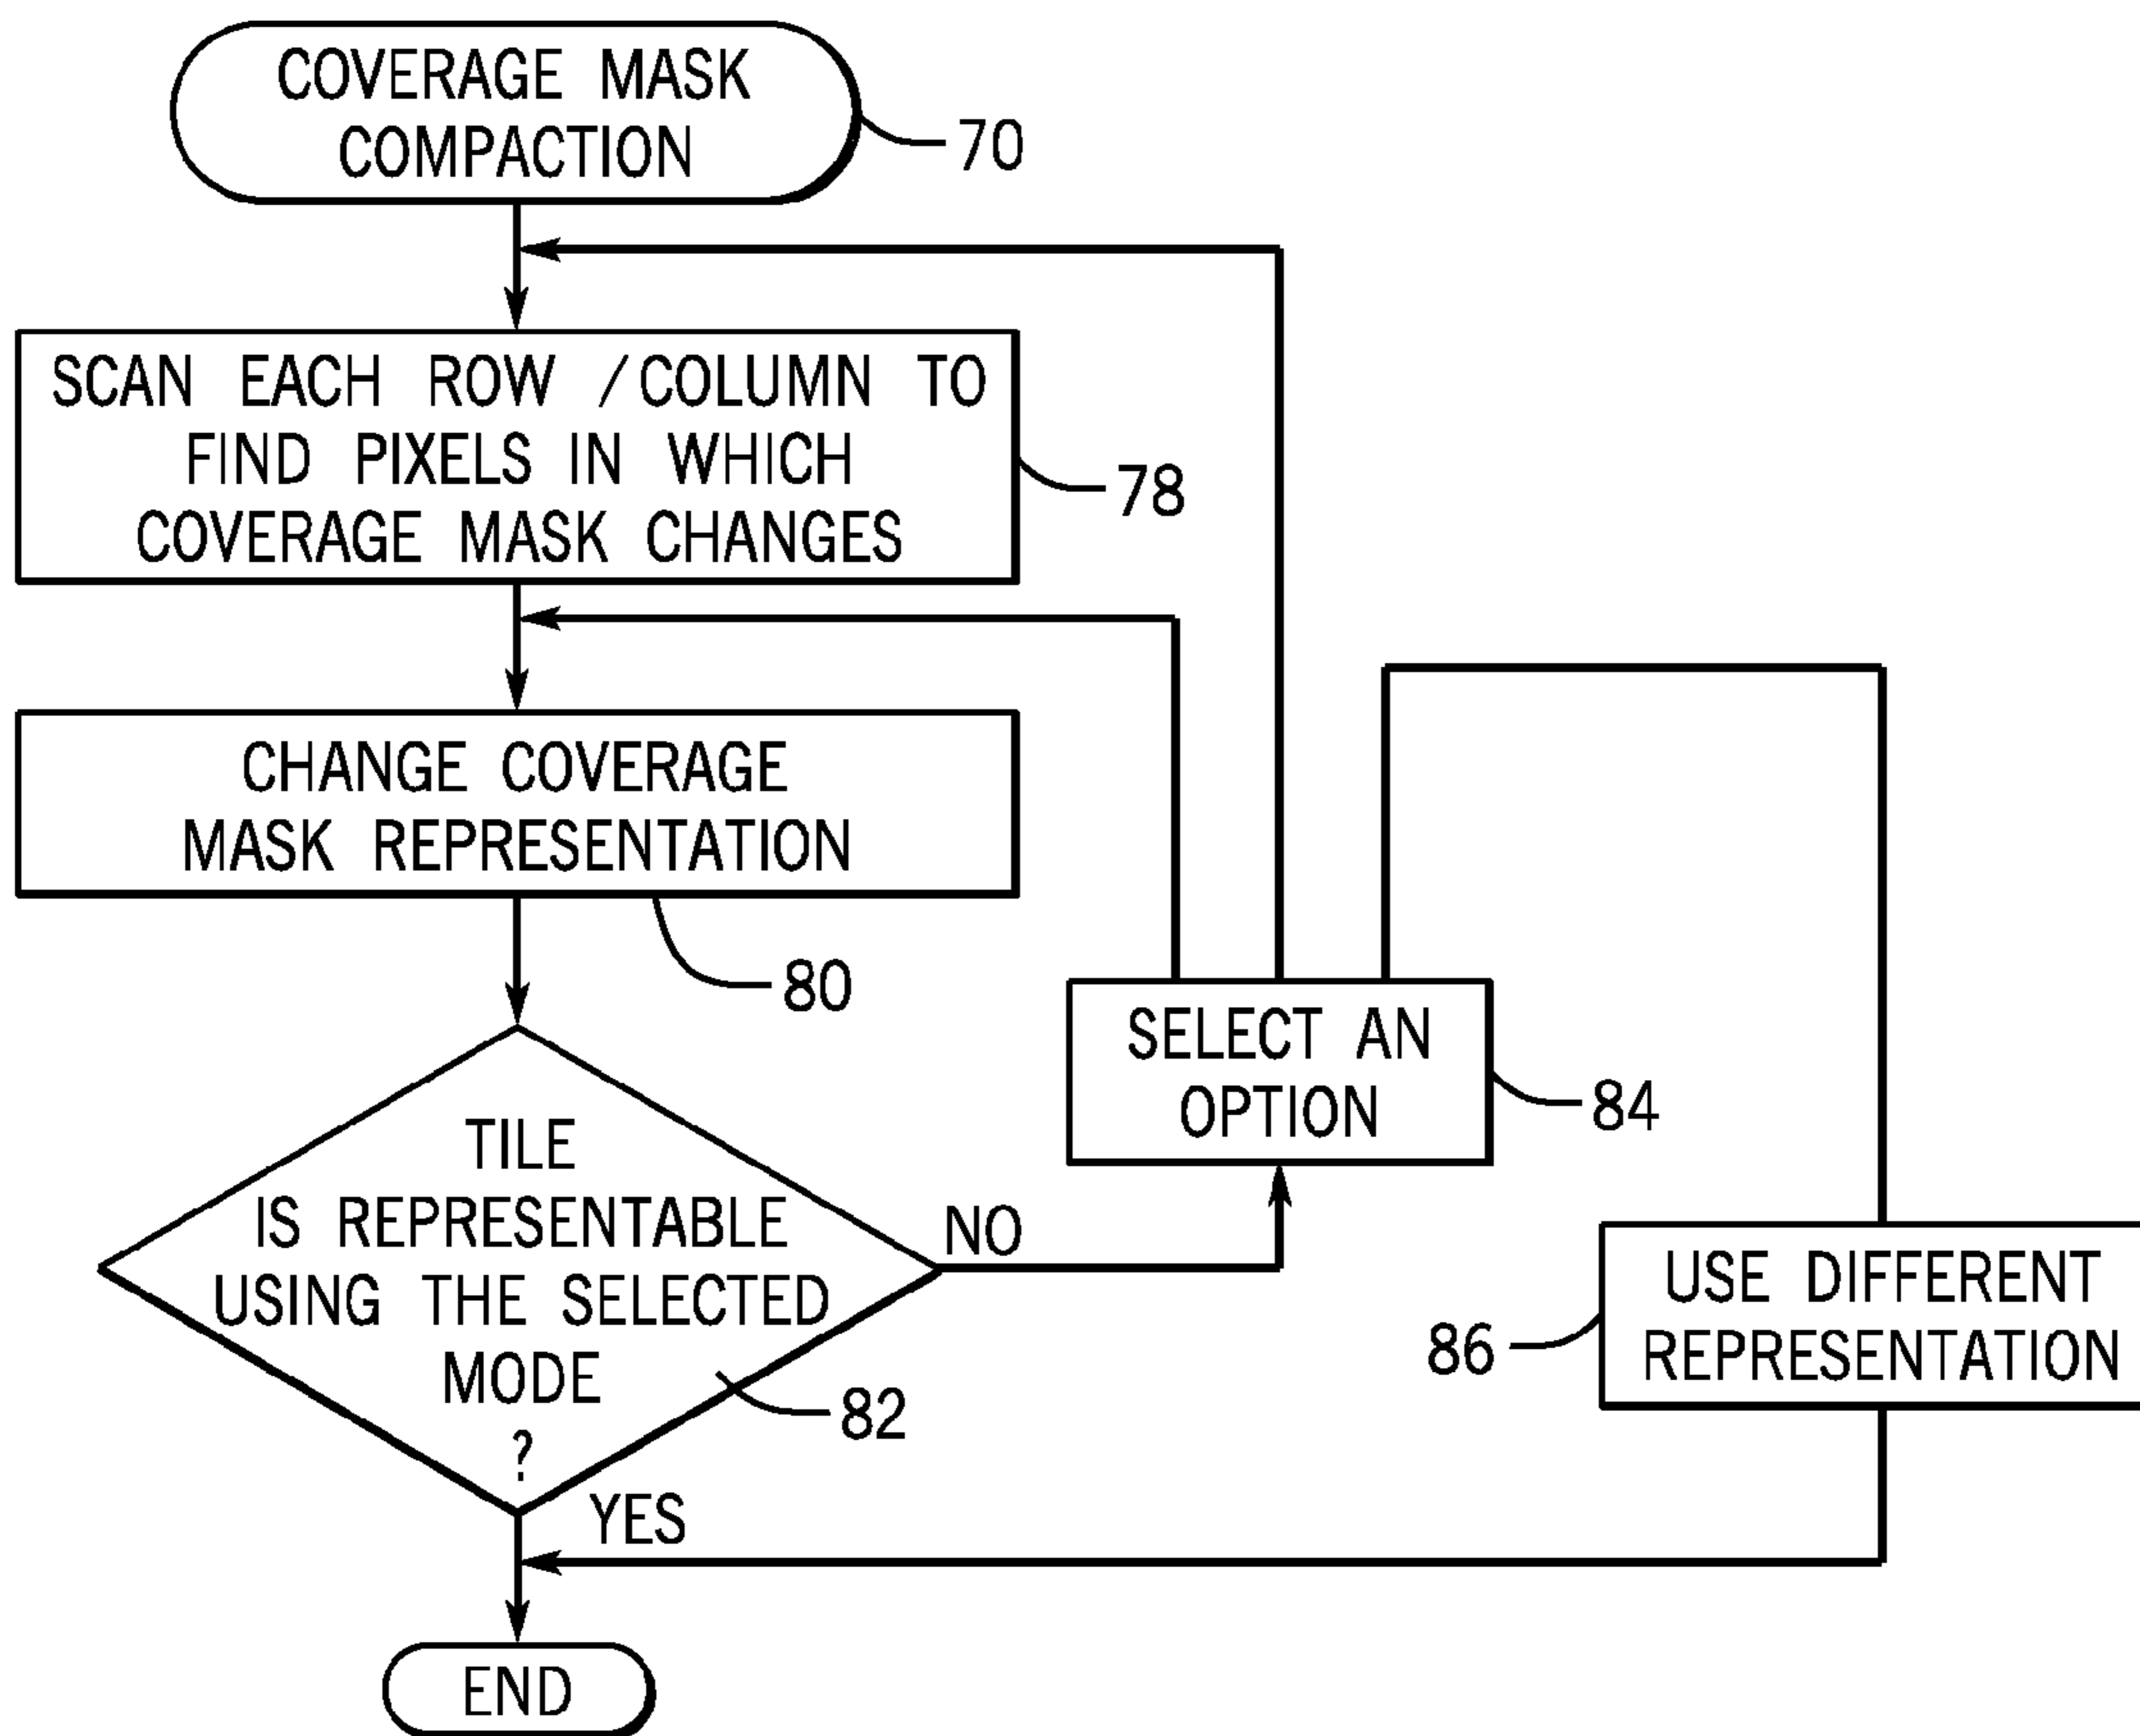 COVERAGE MASK
COMPACTION
70
SCAN EACH ROW /COLUMN TO
FIND PIXELS IN WHICH
COVERAGE MASK CHANGES
78
CHANGE COVERAGE
MASK REPRESENTATION
80
SELECT AN
OPTION
84
TILE
IS REPRESENTABLE
USING THE SELECTED
MODE
?
82
NO
YES
USE DIFFERENT
REPRESENTATION
86
END